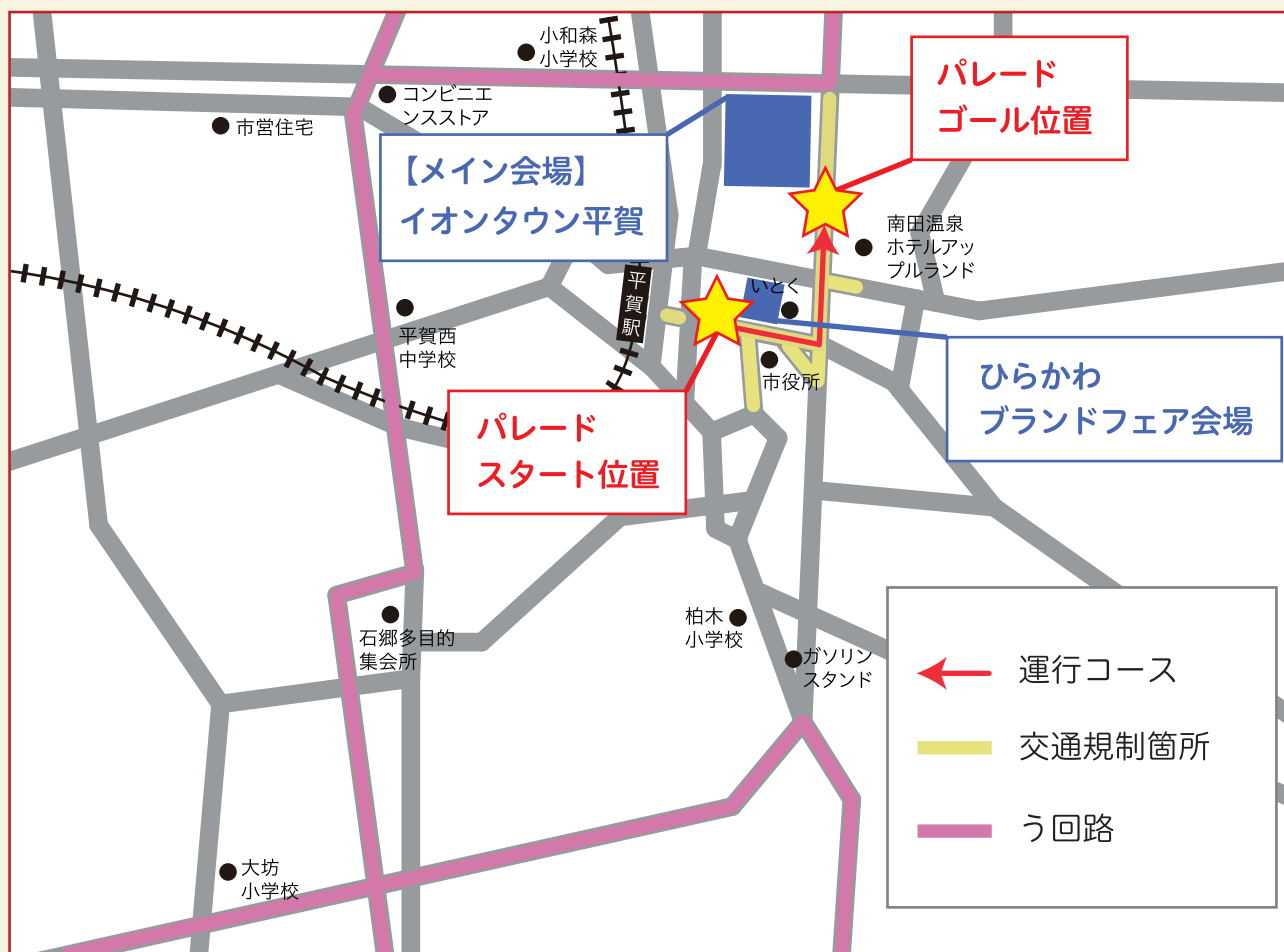 小和森
小学校
コンビニエ
ンスストア
市営住宅
パレード
ゴール位置
【メイン会場】
イオンタウン平賀
南田温泉
ホテルアッ
プルランド
いとく
平賀駅
平賀西
中学校
市役所
ひらかわ
ブランドフェア会場
パレード
スタート位置
石郷多目的
集会所
柏木
小学校
ガソリン
スタンド
大坊
小学校
運行コース
交通規制箇所
う回路